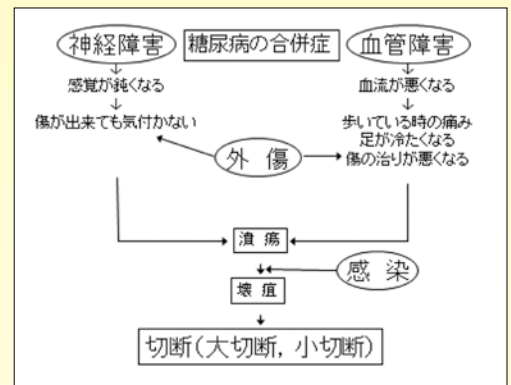 神経障害
糖尿病の合併症
血管障害
感覚が鈍くなる
血流が悪くなる
傷が出来ても気付かない
歩いている時の痛み
足が冷たくなる
傷の治りが悪くなる
外 傷
潰 瘍
感 染
壊 疽
切断(大切断, 小切断)